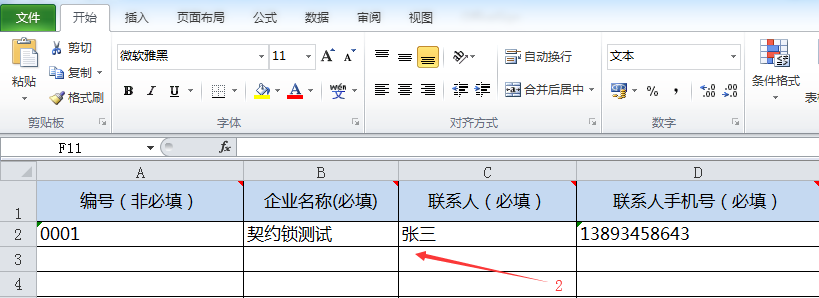 文件 开始 插入 页面布局 公式 数据 审阅 视图
粘贴 剪切 复制 格式刷 剪贴板
微软雅黑 11 A A
B I U A wén 文 字体
自动换行 合并后居中 对齐方式
文本
% , .0 .00 .00 .0 数字
条件格式
F11 fx
A B C D
1 编号（非必填） 企业名称(必填) 联系人（必填） 联系人手机号（必填）
2 0001 契约锁测试 张三 13893458643
3
2
4